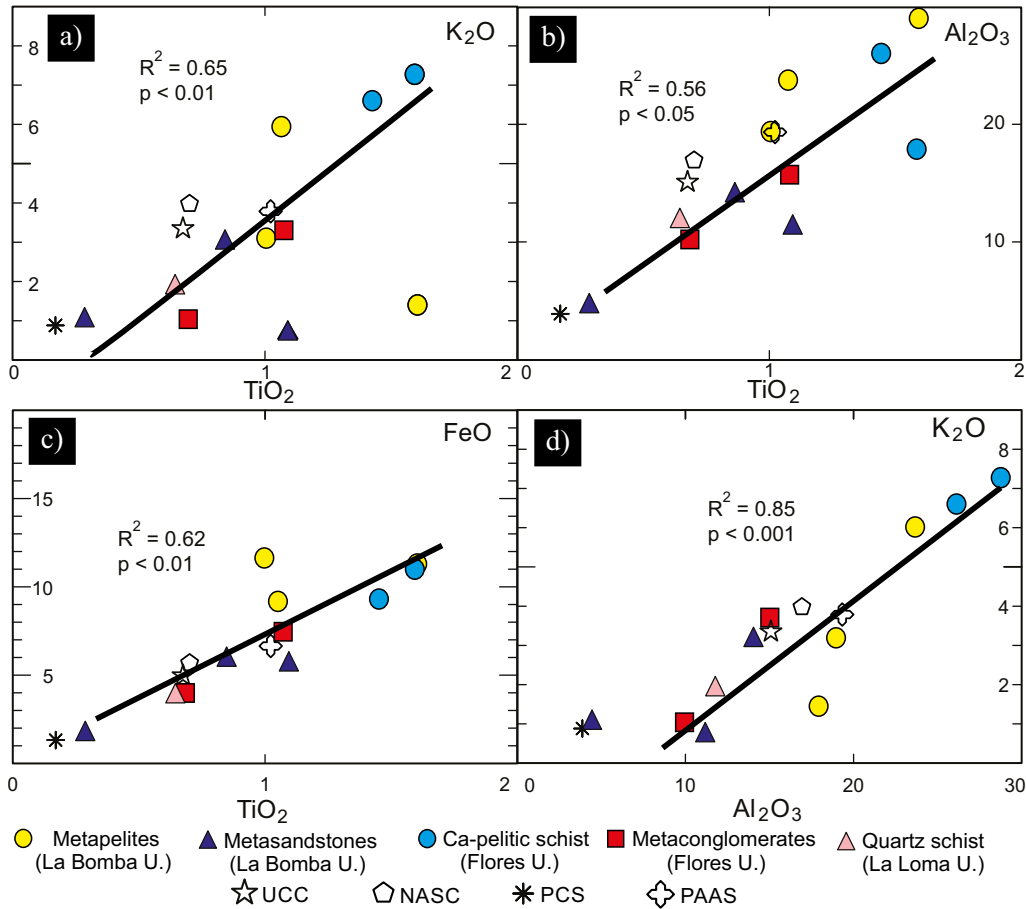 a)
K2O
R2 = 0.65
p < 0.01
8
6
4
2
0
1
2
TiO2
b)
Al2O3
R2 = 0.56
p < 0.05
20
10
0
1
2
TiO2
c)
FeO
R2 = 0.62
p < 0.01
15
10
5
0
1
2
TiO2
d)
K2O
R2 = 0.85
p < 0.001
8
6
4
2
0
10
20
30
Al2O3
Metapelites
(La Bomba U.)
Metasandstones
(La Bomba U.)
Ca-pelitic schist
(Flores U.)
Metaconglomerates
(Flores U.)
Quartz schist
(La Loma U.)
UCC
NASC
PCS
PAAS